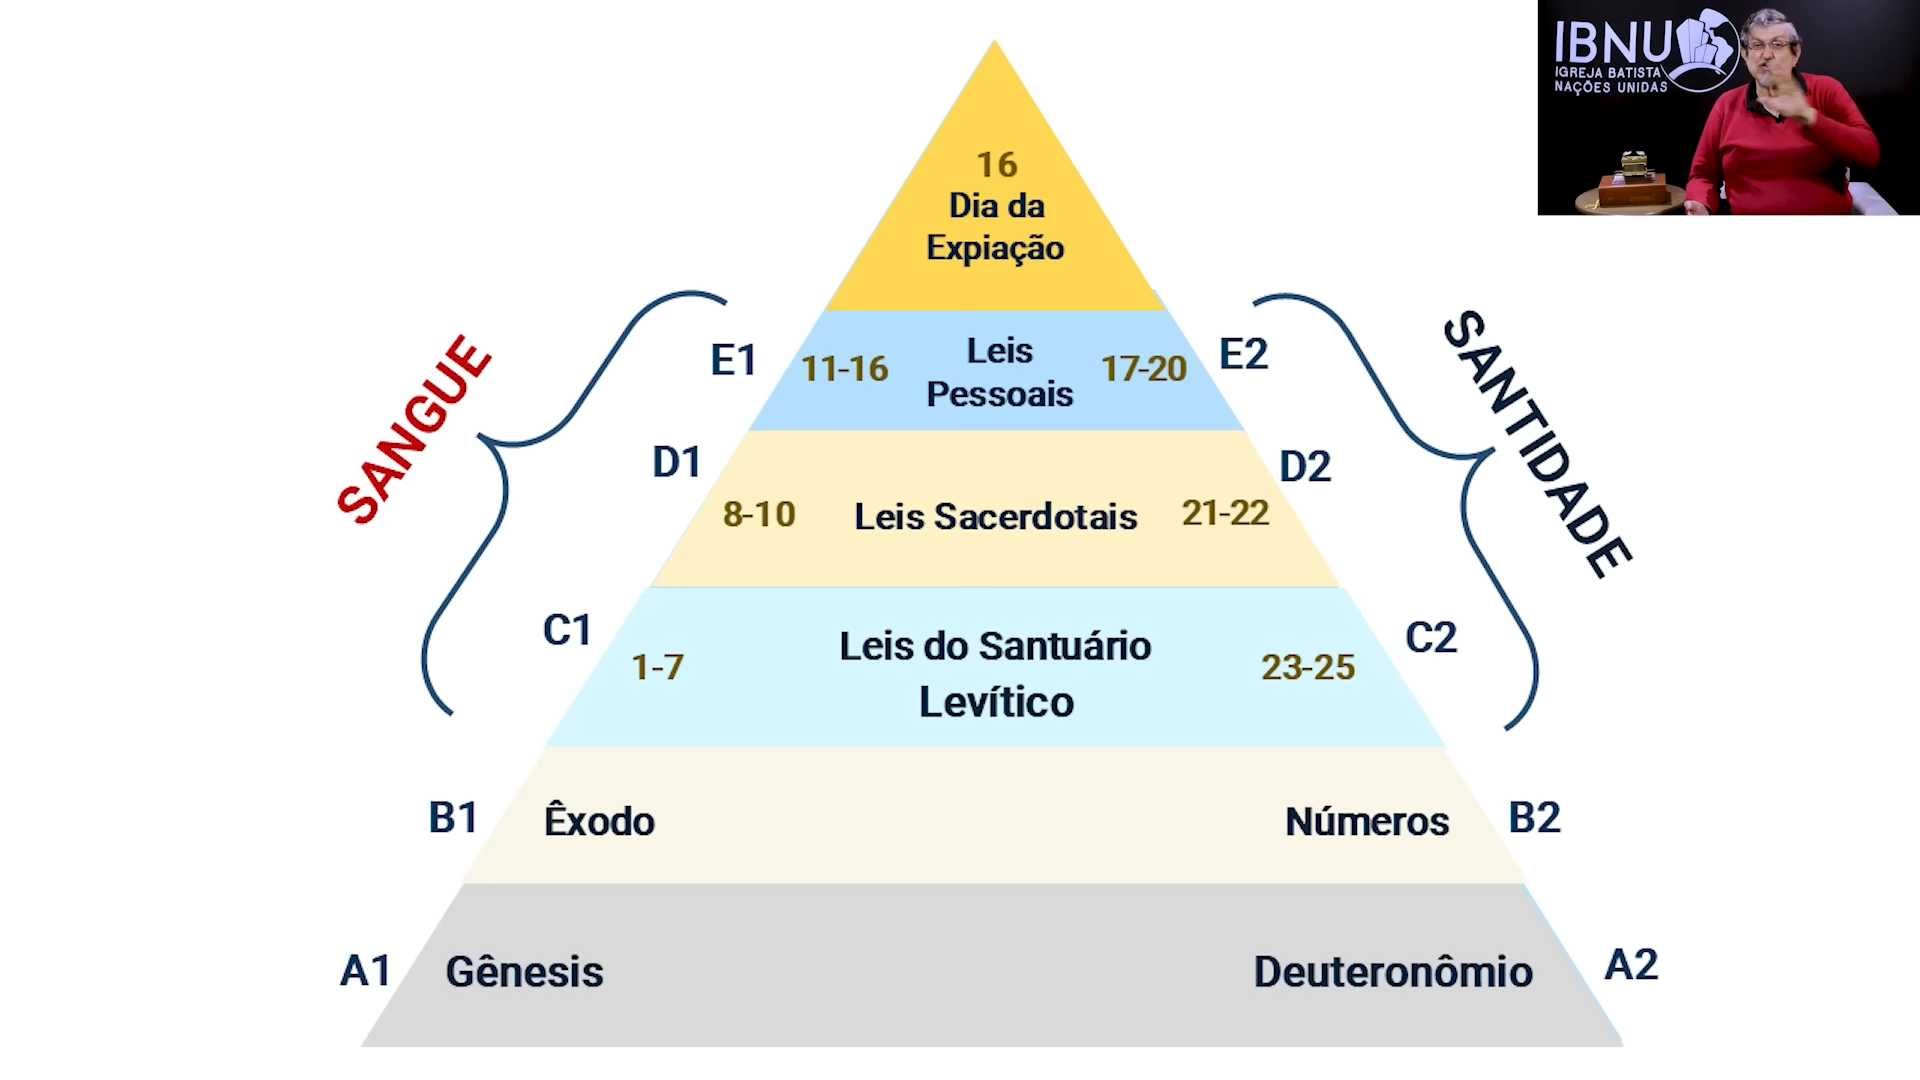 IBNU
IGREJA BATISTA
NAÇÕES UNIDAS
16
Dia da
Expiação
SANGUE
SANTIDADE
E1
11-16
Leis
Pessoais
17-20
E2
D1
8-10
Leis Sacerdotais
21-22
D2
C1
1-7
Leis do Santuário
Levítico
23-25
C2
B1
Êxodo
Números
B2
A1
Gênesis
Deuteronômio
A2